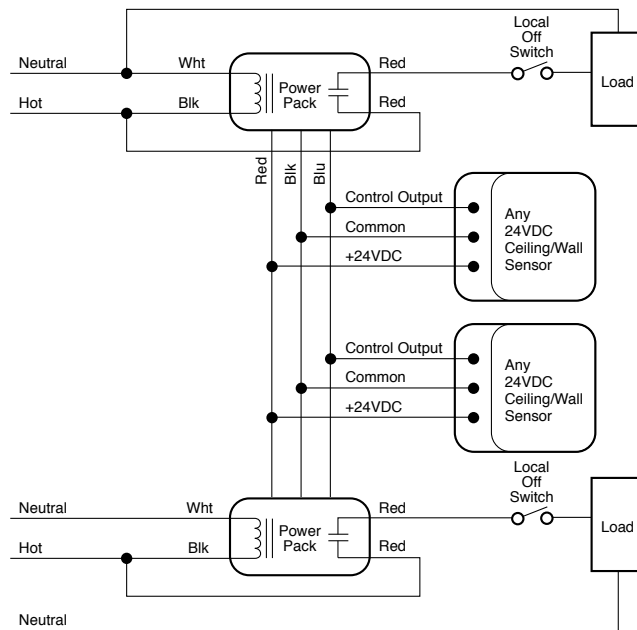 Local
Off
Switch
Neutral
Wht
Red
Power
Pack
Load
Hot
Blk
Red
Red
Blk
Blu
Control Output
Common
+24VDC
Any
24VDC
Ceiling/Wall
Sensor
Control Output
Common
+24VDC
Any
24VDC
Ceiling/Wall
Sensor
Local
Off
Switch
Neutral
Wht
Red
Power
Pack
Load
Hot
Blk
Red
Neutral